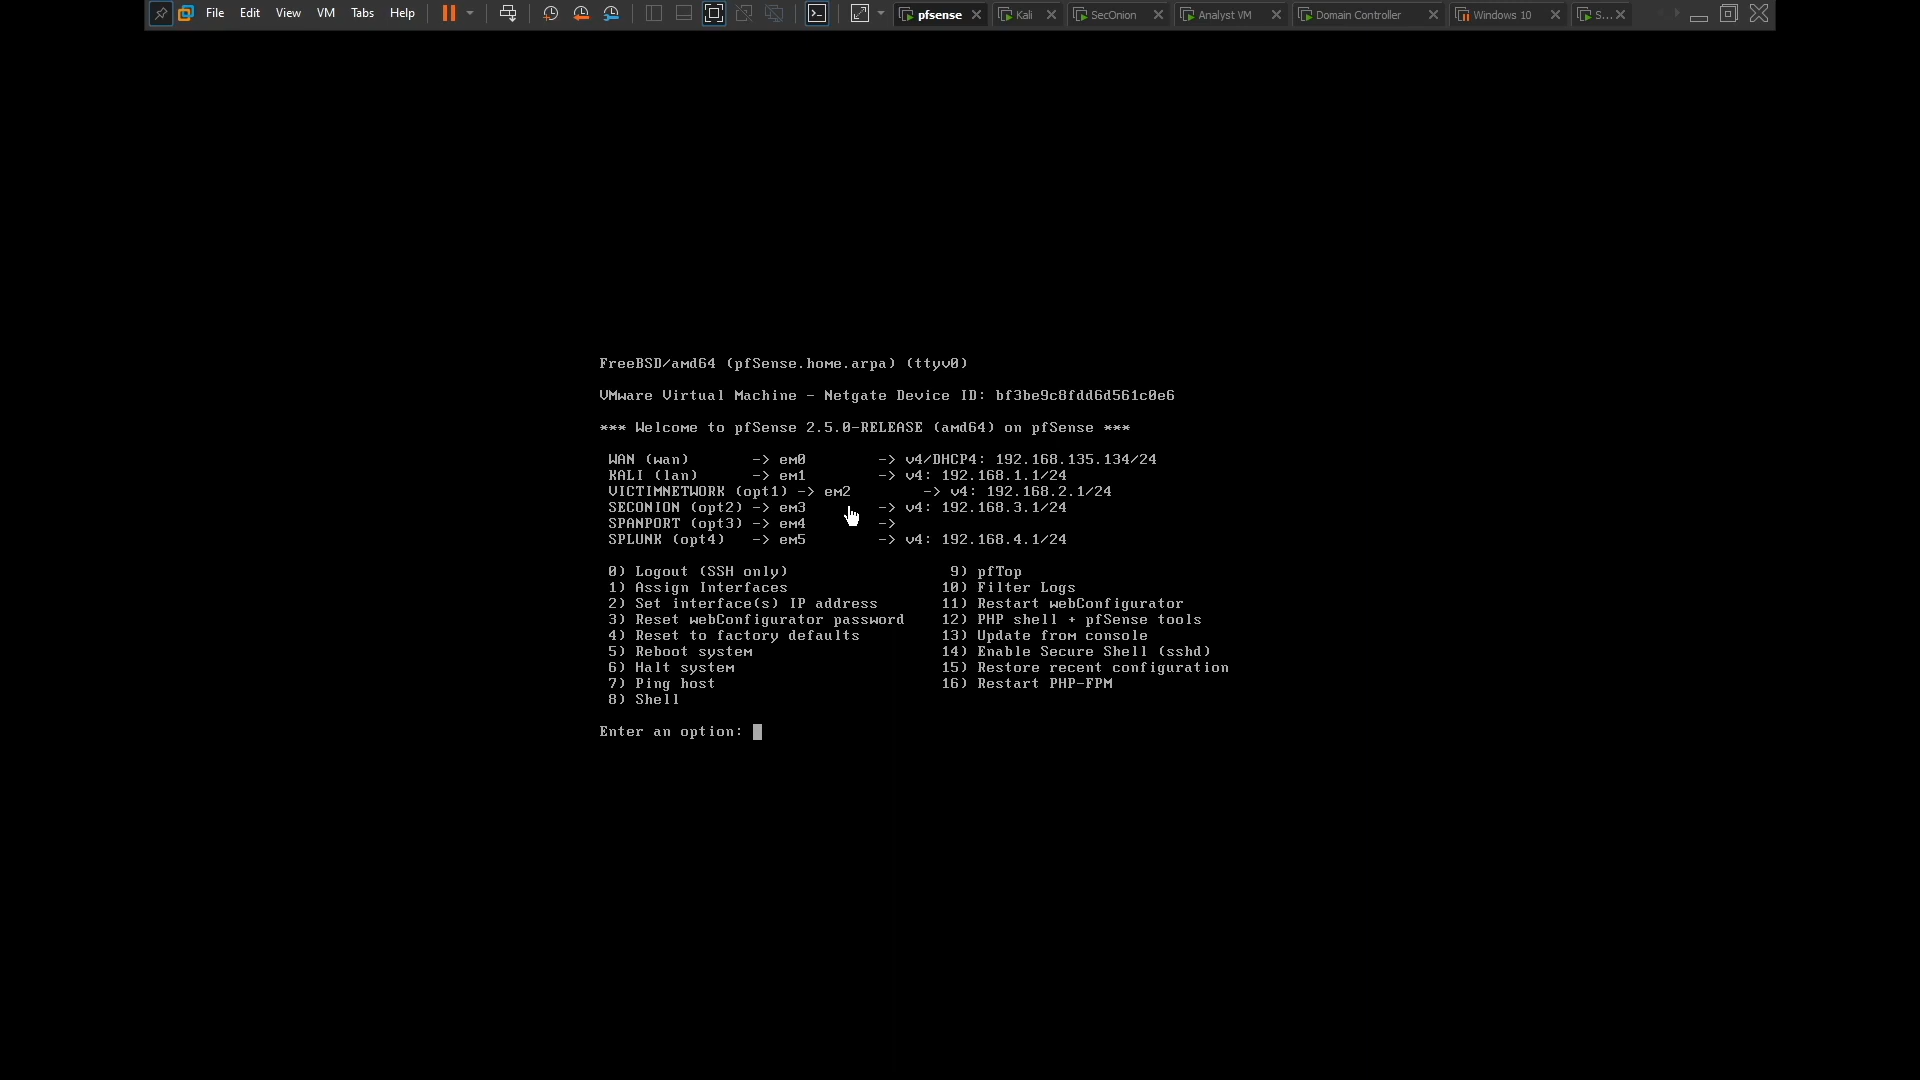 File Edit View VM Tabs Help pfsense Kali SecOnion Analyst VM Domain Controller Windows 10 S...
FreeBSD/amd64 (pfSense.home.arpa) (ttyv0)
VMware Virtual Machine - Netgate Device ID: bf3be9c8fdd6d561c0e6
*** Welcome to pfSense 2.5.0-RELEASE (amd64) on pfSense ***
WAN (wan) -> em0 -> v4/DHCP4: 192.168.135.134/24
KALI (lan) -> em1 -> v4: 192.168.1.1/24
VICTIMNETWORK (opt1) -> em2 -> v4: 192.168.2.1/24
SECONION (opt2) -> em3 -> v4: 192.168.3.1/24
SPANPORT (opt3) -> em4 ->
SPLUNK (opt4) -> em5 -> v4: 192.168.4.1/24
0) Logout (SSH only) 9) pfTop
1) Assign Interfaces 10) Filter Logs
2) Set interface(s) IP address 11) Restart webConfigurator
3) Reset webConfigurator password 12) PHP shell + pfSense tools
4) Reset to factory defaults 13) Update from console
5) Reboot system 14) Enable Secure Shell (sshd)
6) Halt system 15) Restore recent configuration
7) Ping host 16) Restart PHP-FPM
8) Shell
Enter an option: